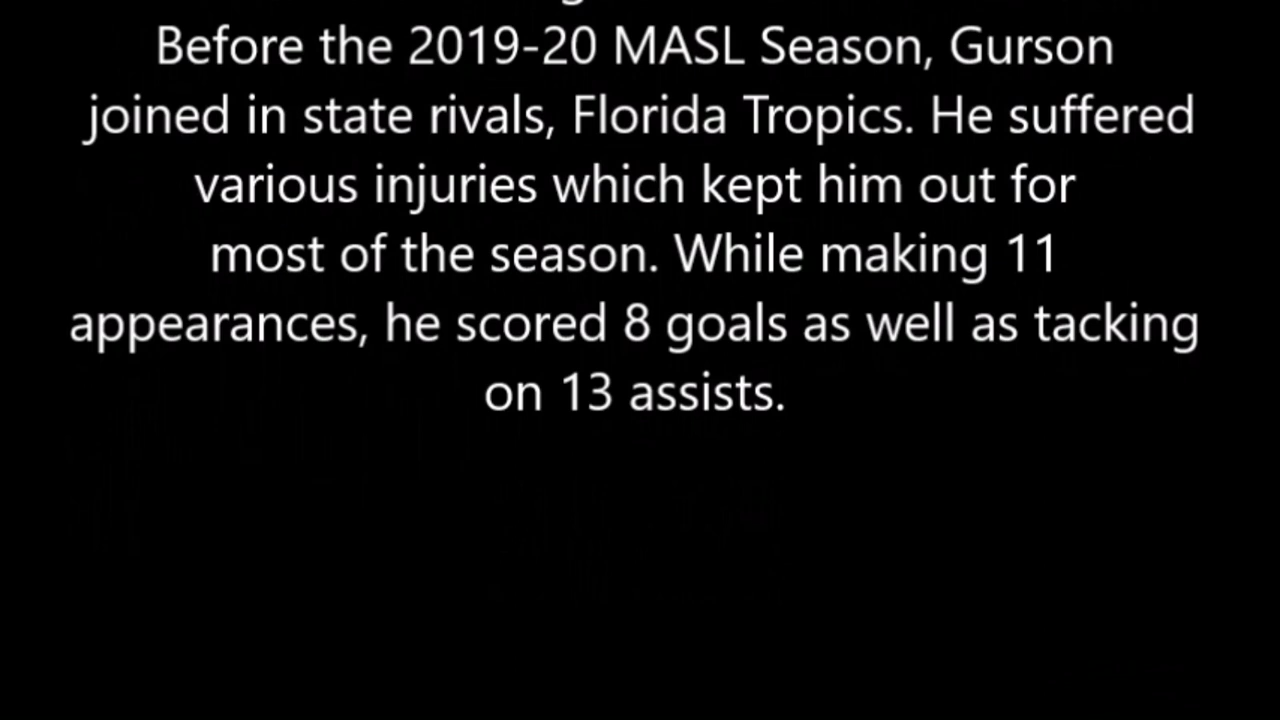 Before the 2019-20 MASL Season, Gurson
joined in state rivals, Florida Tropics. He suffered
various injuries which kept him out for
most of the season. While making 11
appearances, he scored 8 goals as well as tacking
on 13 assists.